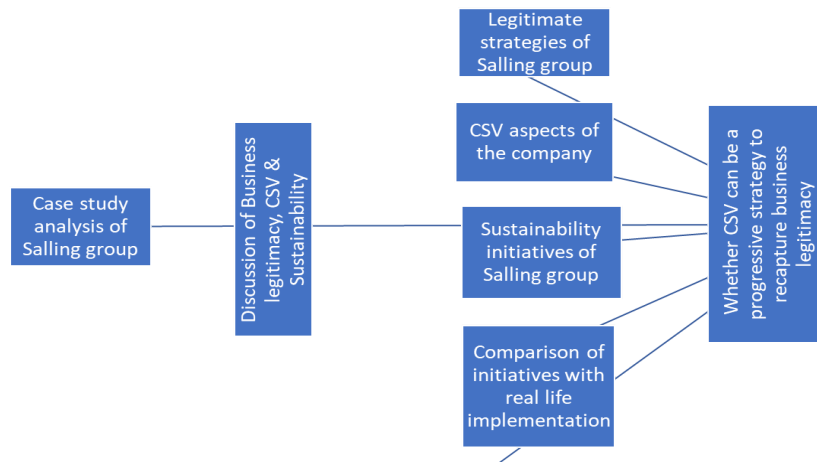 Legitimate
strategies of
Salling group
CSV aspects of
the company
Case study
analysis of
Salling group
Discussion of Business
legitimacy, CSV &
Sustainability
Sustainability
initiatives of
Salling group
Comparison of
initiatives with
real life
implementation
Whether CSV can be a
progressive strategy to
recapture business
legitimacy